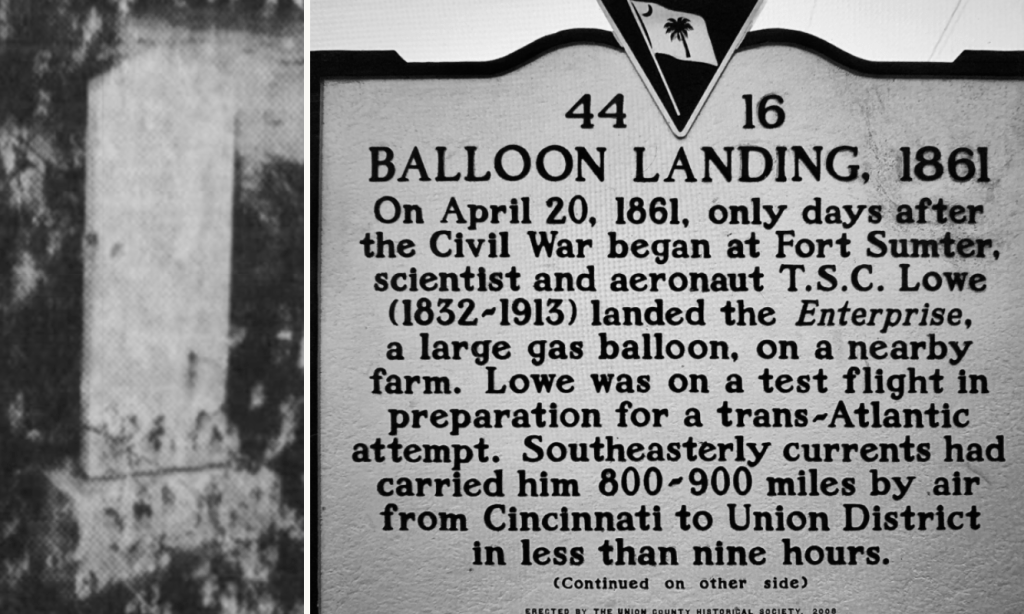 44 16
BALLOON LANDING, 1861
On April 20, 1861, only days after
the Civil War began at Fort Sumter,
scientist and aeronaut T.S.C. Lowe
(1832~1913) landed the Enterprise,
a large gas balloon, on a nearby
farm. Lowe was on a test flight in
preparation for a trans~Atlantic
attempt. Southeasterly currents had
carried him 800~900 miles by air
from Cincinnati to Union District
in less than nine hours.
(Continued on other side)
ERECTED BY THE UNION COUNTY HISTORICAL SOCIETY, 2008